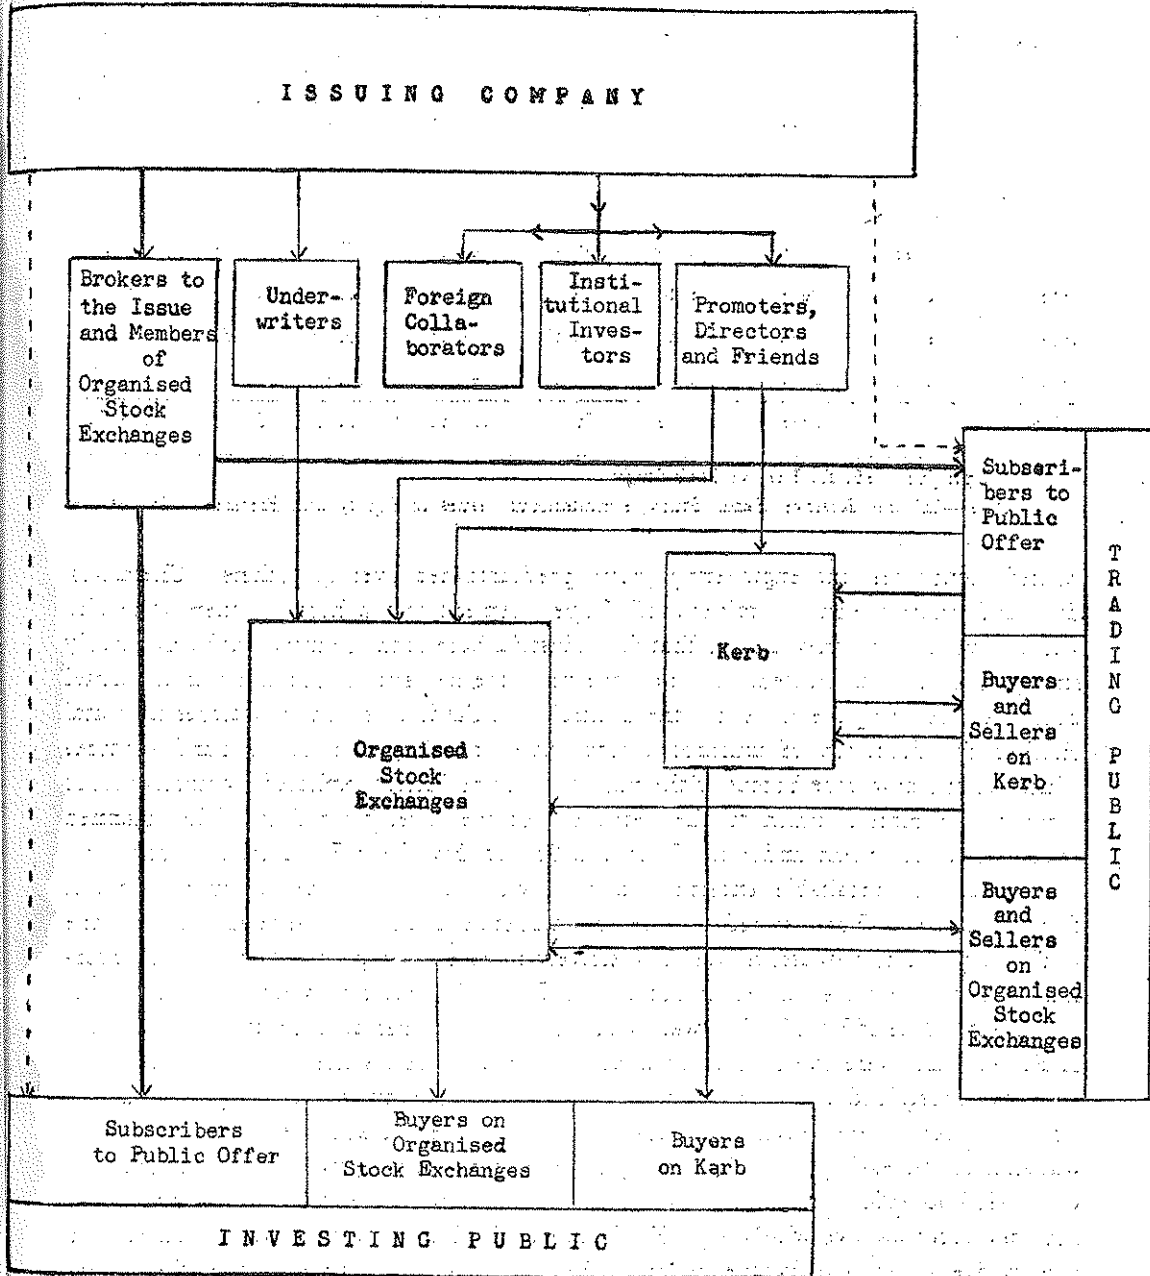 ISSUING COMPANY
Brokers to
the Issue
and Members
of
Organised
Stock
Exchanges
Under-
writers
Foreign
Colla-
borators
Insti-
tutional
Inves-
tors
Promoters,
Directors
and Friends
Subscri-
bers to
Public
Offer
Kerb
Buyers
and
Sellers
on
Kerb
Organised
Stock
Exchanges
Buyers
and
Sellers
on
Organised
Stock
Exchanges
TRADING PUBLIC
Subscribers
to Public Offer
Buyers on
Organised
Stock Exchanges
Buyers
on Karb
INVESTING PUBLIC